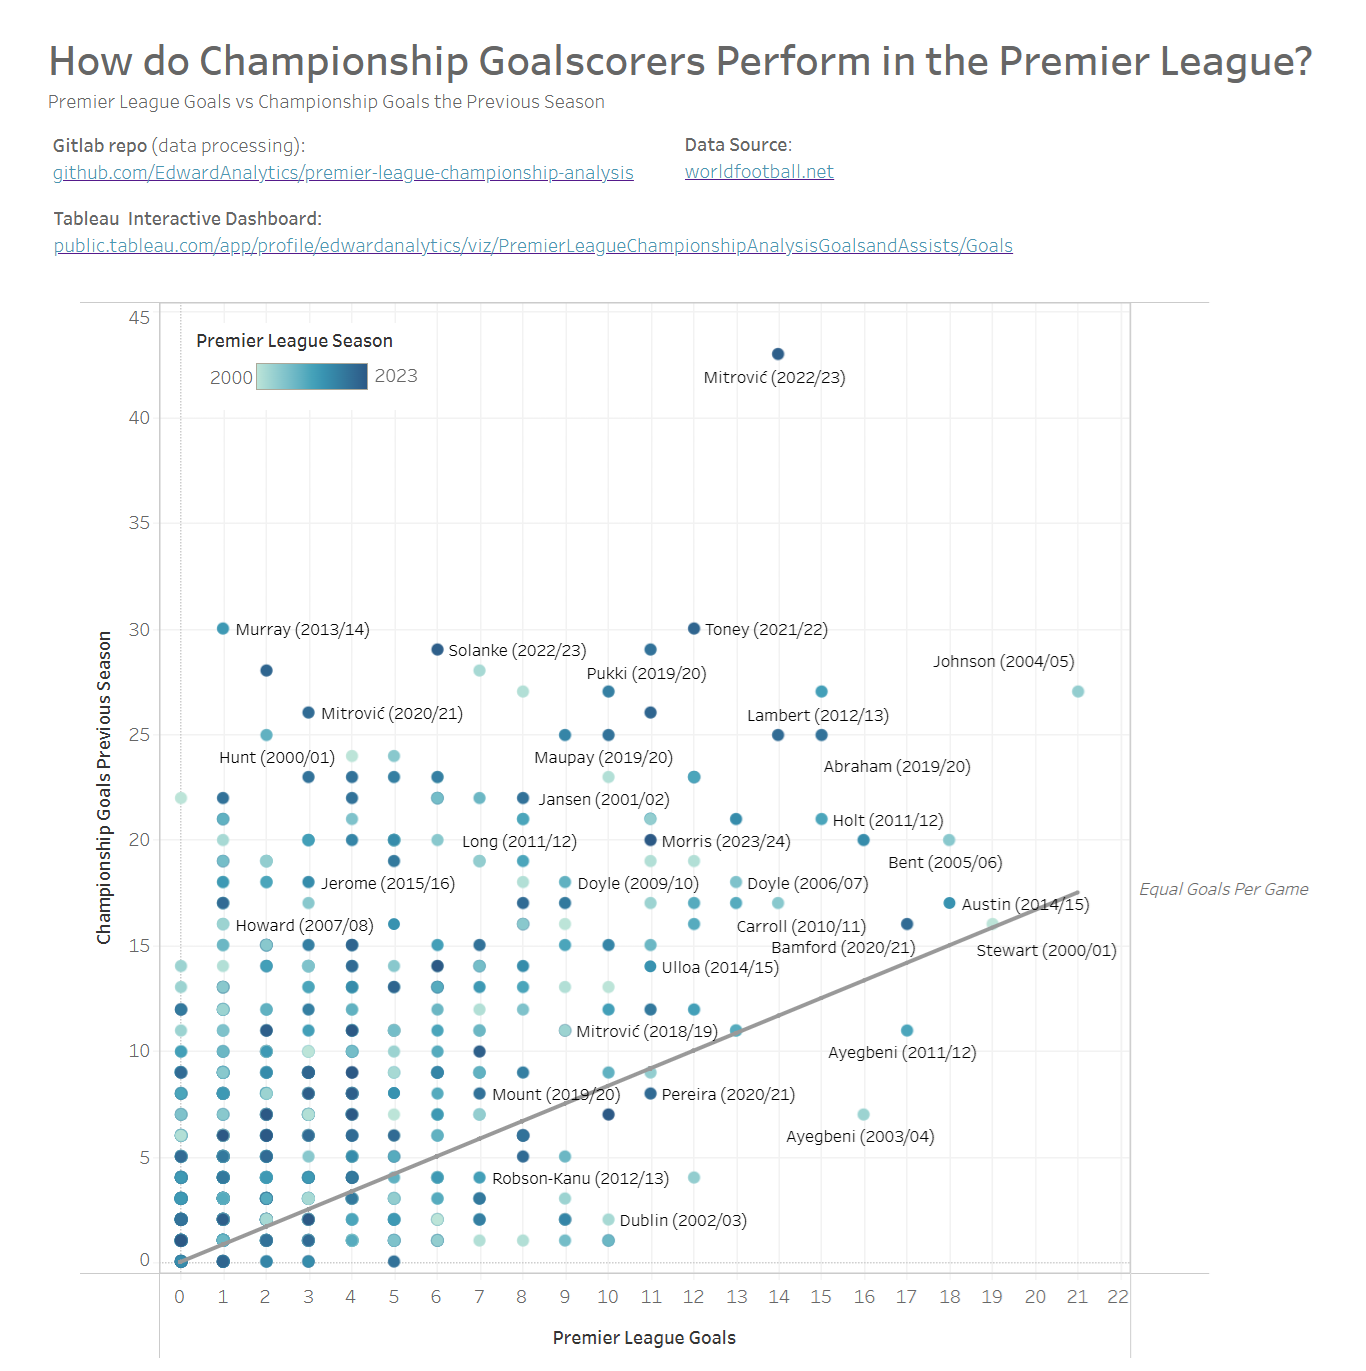 How do Championship Goalscorers Perform in the Premier League?
Premier League Goals vs Championship Goals the Previous Season
Gitlab repo (data processing):
github.com/EdwardAnalytics/premier-league-championship-analysis
Data Source:
worldfootball.net
Tableau Interactive Dashboard:
public.tableau.com/app/profile/edwardanalytics/viz/PremierLeagueChampionshipAnalysisGoalsandAssists/Goals
Premier League Season
2000 2023
Championship Goals Previous Season
45
40
35
30
25
20
15
10
5
0
Mitrović (2022/23)
Murray (2013/14)
Toney (2021/22)
Solanke (2022/23)
Johnson (2004/05)
Pukki (2019/20)
Mitrović (2020/21)
Lambert (2012/13)
Hunt (2000/01)
Maupay (2019/20)
Abraham (2019/20)
Jansen (2001/02)
Holt (2011/12)
Long (2011/12)
Morris (2023/24)
Bent (2005/06)
Jerome (2015/16)
Doyle (2009/10)
Doyle (2006/07)
Equal Goals Per Game
Austin (2014/15)
Howard (2007/08)
Carroll (2010/11)
Bamford (2020/21)
Stewart (2000/01)
Ulloa (2014/15)
Mitrović (2018/19)
Ayegbeni (2011/12)
Mount (2019/20)
Pereira (2020/21)
Ayegbeni (2003/04)
Robson-Kanu (2012/13)
Dublin (2002/03)
0 1 2 3 4 5 6 7 8 9 10 11 12 13 14 15 16 17 18 19 20 21 22
Premier League Goals